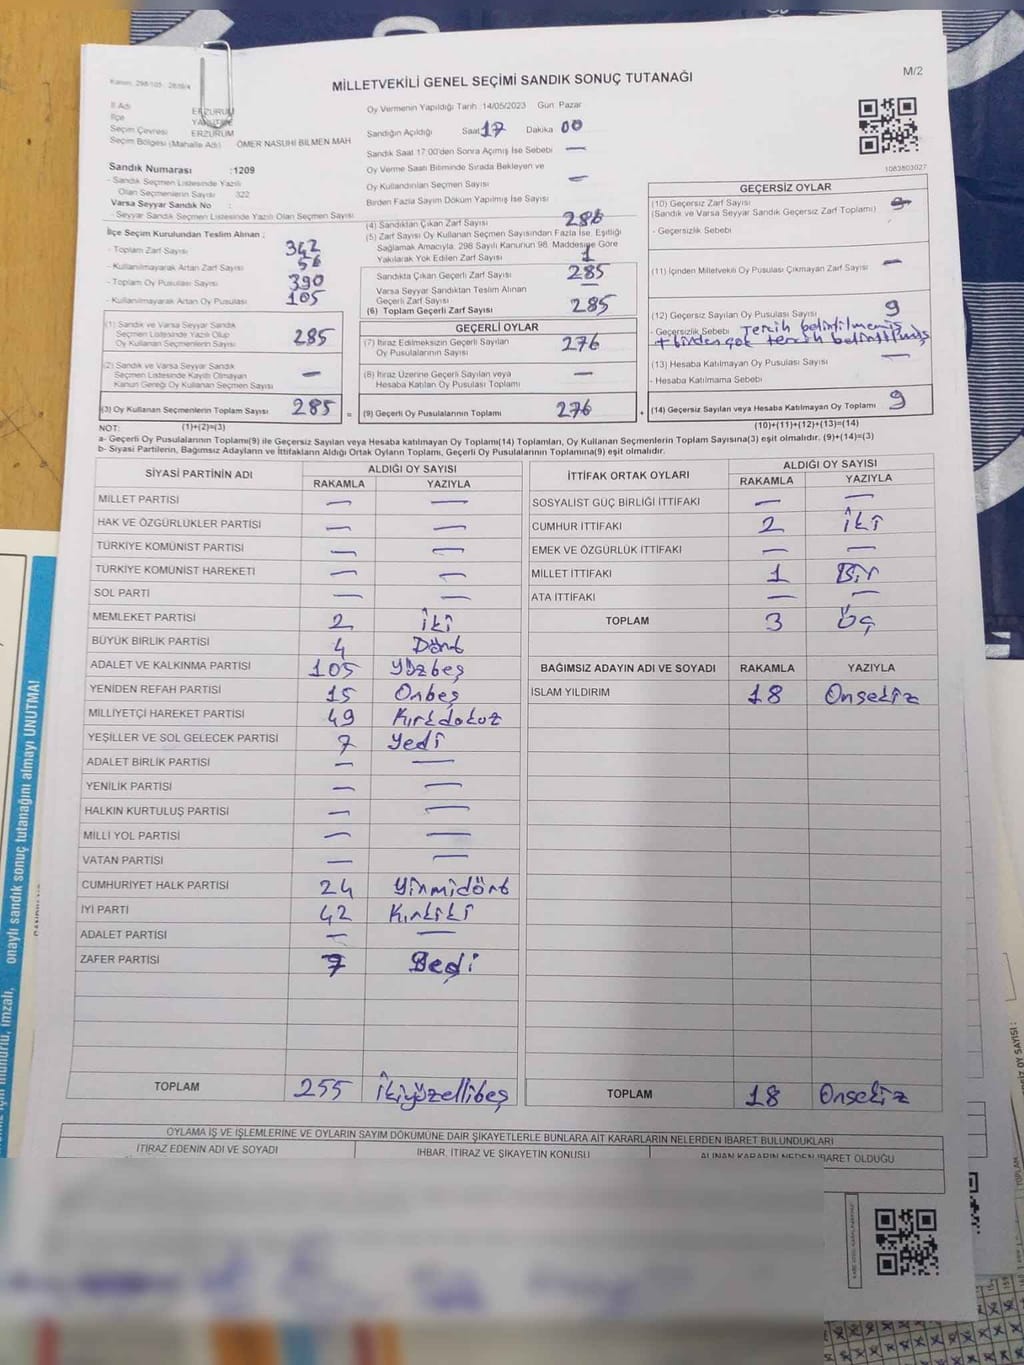 MİLLETVEKİLİ GENEL SEÇİMİ SANDIK SONUÇ TUTANAĞI
M/2
İl Adı ERZURUM
İlçe YAKUTİYE
Seçim Çevresi ERZURUM
Seçim Bölgesi (Mahalle Adı) ÖMER NASUHİ BİLMEN MAH
Sandık Numarası :1209
- Sandık Seçmen Listesinde Yazılı
Olan Seçmenlerin Sayısı 322
Varsa Seyyar Sandık No :
- Seyyar Sandık Seçmen Listesinde Yazılı Olan Seçmen Sayısı
İlçe Seçim Kurulundan Teslim Alınan ;
- Toplam Zarf Sayısı 342
- Kullanılmayarak Artan Zarf Sayısı 56
- Toplam Oy Pusulası 390
- Kullanılmayarak Artan Oy Pusulası 105
(1) Sandık ve Varsa Seyyar Sandık
Seçmen Listesinde Yazılı Olup
Oy Kullanan Seçmenlerin Sayısı 285
(2) Sandık ve Varsa Seyyar Sandık
Seçmen Listesinde Kayıtlı Olmayan
Kanun Gereği Oy Kullanan Seçmen Sayısı —
(3) Oy Kullanan Seçmenlerin Toplam Sayısı 285 =
Oy Vermenin Yapıldığı Tarih :14/05/2023 Gün Pazar
Sandığın Açıldığı Saat 17 Dakika 00
Sandık Saat 17:00'den Sonra Açılmış İse Sebebi —
Oy Verme Saati Bitiminde Sırada Bekleyen ve
Oy Kullandırılan Seçmen Sayısı —
Birden Fazla Sayım Döküm Yapılmış İse Sayısı
(4) Sandıktan Çıkan Zarf Sayısı 286
(5) Zarf Sayısı Oy Kullanan Seçmen Sayısından Fazla İse, Eşitliği
Sağlamak Amacıyla, 298 Sayılı Kanunun 98. Maddesine Göre
Yakılarak Yok Edilen Zarf Sayısı 1
Sandıkta Çıkan Geçerli Zarf Sayısı 285
Varsa Seyyar Sandıktan Teslim Alınan
Geçerli Zarf Sayısı —
(6) Toplam Geçerli Zarf Sayısı 285
GEÇERLİ OYLAR
(7) İtiraz Edilmeksizin Geçerli Sayılan
Oy Pusulalarının Sayısı 276
(8) İtiraz Üzerine Geçerli Sayılan veya
Hesaba Katılan Oy Pusulası Toplamı —
(9) Geçerli Oy Pusulalarının Toplamı 276 +
1083803027
GEÇERSİZ OYLAR
(10) Geçersiz Zarf Sayısı
(Sandık ve Varsa Seyyar Sandık Geçersiz Zarf Toplamı)
- Geçersizlik Sebebi
(11) İçinden Milletvekili Oy Pusulası Çıkmayan Zarf Sayısı —
(12) Geçersiz Sayılan Oy Pusulası Sayısı 9
- Geçersizlik Sebebi Tercih belirtilmemiş
+ birden çok tercih belirtilmiş
(13) Hesaba Katılmayan Oy Pusulası Sayısı —
- Hesaba Katılmama Sebebi
(14) Geçersiz Sayılan veya Hesaba Katılmayan Oy Toplamı 9
NOT: (1)+(2)=(3) (10)+(11)+(12)+(13)=(14)
a- Geçerli Oy Pusulalarının Toplamı(9) ile Geçersiz Sayılan veya Hesaba katılmayan Oy Toplamı(14) Toplamları, Oy Kullanan Seçmenlerin Toplam Sayısına(3) eşit olmalıdır. (9)+(14)=(3)
b- Siyasi Partilerin, Bağımsız Adayların ve İttifakların Aldığı Ortak Oyların Toplamı, Geçerli Oy Pusulalarının Toplamına(9) eşit olmalıdır.
SİYASİ PARTİNİN ADI ALDIĞI OY SAYISI
RAKAMLA YAZIYLA
MİLLET PARTİSİ — —
HAK VE ÖZGÜRLÜKLER PARTİSİ — —
TÜRKİYE KOMÜNİST PARTİSİ — —
TÜRKİYE KOMÜNİST HAREKETİ — —
SOL PARTİ — —
MEMLEKET PARTİSİ 2 İki
BÜYÜK BİRLİK PARTİSİ 4 Dört
ADALET VE KALKINMA PARTİSİ 105 Yüzbeş
YENİDEN REFAH PARTİSİ 15 Onbeş
MİLLİYETÇİ HAREKET PARTİSİ 49 Kırkdokuz
YEŞİLLER VE SOL GELECEK PARTİSİ 7 Yedi
ADALET BİRLİK PARTİSİ — —
YENİLİK PARTİSİ — —
HALKIN KURTULUŞ PARTİSİ — —
MİLLİ YOL PARTİSİ — —
VATAN PARTİSİ — —
CUMHURİYET HALK PARTİSİ 24 Yirmidört
İYİ PARTİ 42 Kırkiki
ADALET PARTİSİ — —
ZAFER PARTİSİ 7
TOPLAM 255 İkiyüzellibeş
İTTİFAK ORTAK OYLARI ALDIĞI OY SAYISI
RAKAMLA YAZIYLA
SOSYALİST GÜÇ BİRLİĞİ İTTİFAKI — —
CUMHUR İTTİFAKI 2 İki
EMEK VE ÖZGÜRLÜK İTTİFAKI — —
MİLLET İTTİFAKI 1 Bir
ATA İTTİFAKI — —
TOPLAM 3 Üç
BAĞIMSIZ ADAYIN ADI VE SOYADI RAKAMLA YAZIYLA
İSLAM YILDIRIM 18 Onsekiz
TOPLAM 18 Onsekiz
OYLAMA İŞ VE İŞLEMLERİNE VE OYLARIN SAYIM DÖKÜMÜNE DAİR ŞİKAYETLERLE BUNLARA AİT KARARLARIN NELERDEN İBARET BULUNDUKLARI
İTİRAZ EDENİN ADI VE SOYADI İHBAR, İTİRAZ VE ŞİKAYETİN KONUSU ALINAN KARARIN NEDEN İBARET OLDUĞU
onaylı sandık sonuç tutanağını almayı UNUTMA!